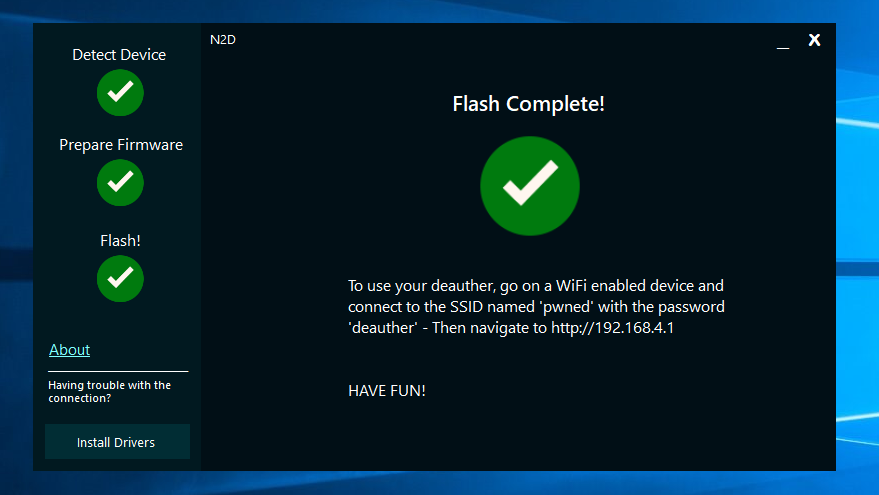 Detect Device
Prepare Firmware
Flash!
About
Having trouble with the
connection?
Install Drivers
N2D
_ X
Flash Complete!
To use your deauther, go on a WiFi enabled device and
connect to the SSID named 'pwned' with the password
'deauther' - Then navigate to http://192.168.4.1
HAVE FUN!